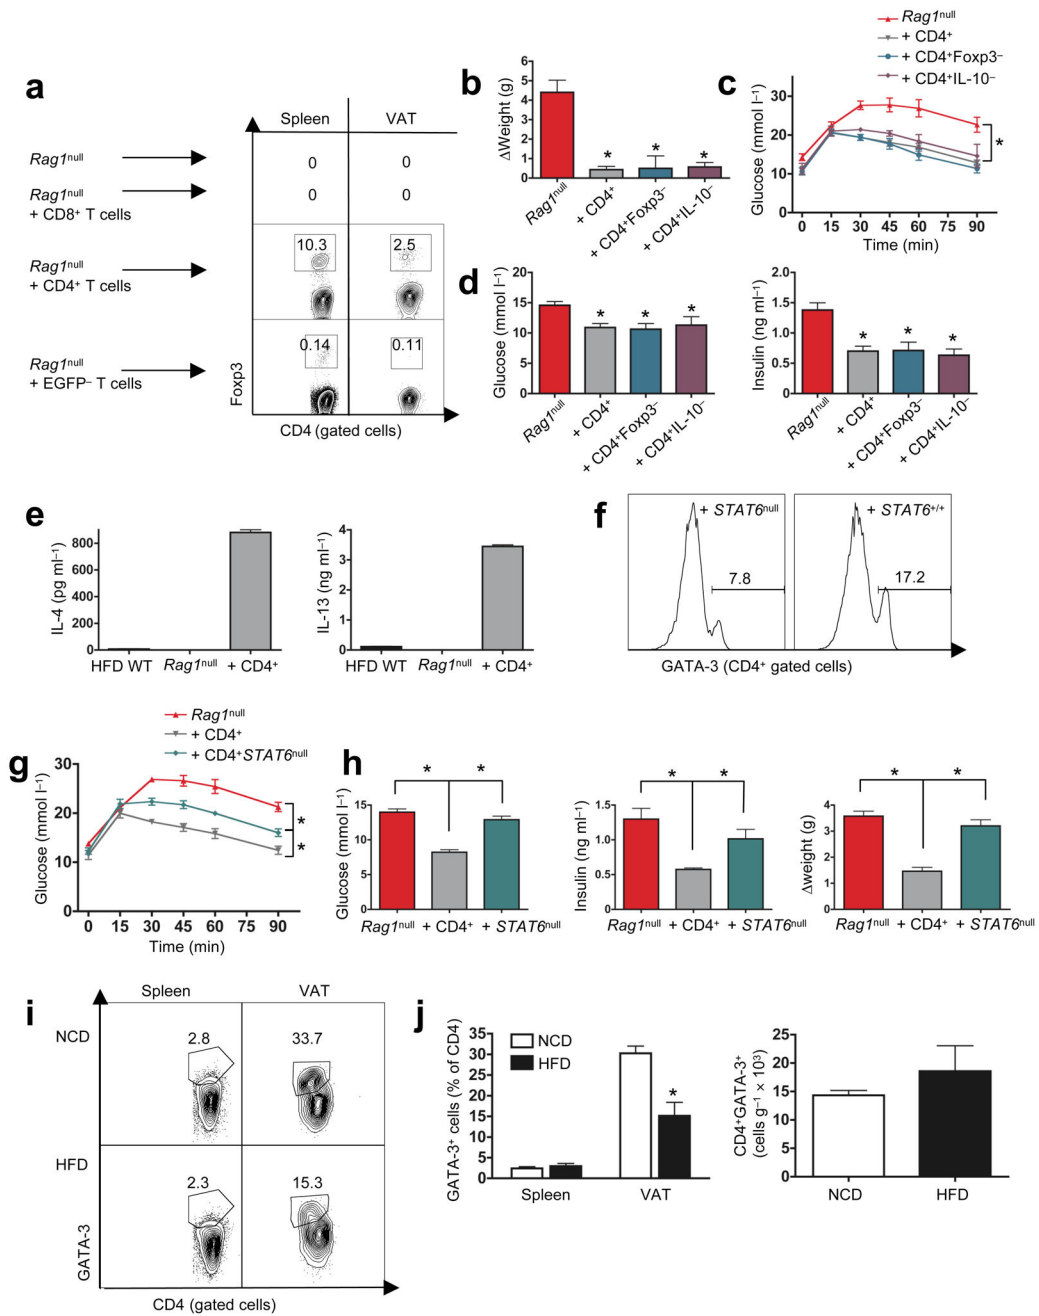 a
Spleen VAT
Rag1null
0 0
Rag1null
+ CD8+ T cells
0 0
Rag1null
+ CD4+ T cells
10.3 2.5
Rag1null
+ EGFP− T cells
0.14 0.11
Foxp3
CD4 (gated cells)
b
ΔWeight (g)
6
5
4
3
2
1
0
* * *
Rag1null + CD4+ + CD4+Foxp3− + CD4+IL-10−
c
Rag1null
+ CD4+
+ CD4+Foxp3−
+ CD4+IL-10−
Glucose (mmol l−1)
30
20
10
0
*
0 15 30 45 60 90
Time (min)
d
Glucose (mmol l−1)
20
15
10
5
0
* * *
Rag1null + CD4+ + CD4+Foxp3− + CD4+IL-10−
Insulin (ng ml−1)
2.0
1.5
1.0
0.5
0
* * *
Rag1null + CD4+ + CD4+Foxp3− + CD4+IL-10−
e
IL-4 (pg ml−1)
800
600
400
200
0
HFD WT Rag1null + CD4+
IL-13 (ng ml−1)
4
3
2
1
0
HFD WT Rag1null + CD4+
f
+ STAT6null + STAT6+/+
7.8 17.2
GATA-3 (CD4+ gated cells)
g
Rag1null
+ CD4+
+ CD4+STAT6null
Glucose (mmol l−1)
30
20
10
0
*
*
0 15 30 45 60 90
Time (min)
h
Glucose (mmol l−1)
16
14
12
10
8
6
4
2
0
* *
Rag1null + CD4+ + STAT6null
Insulin (ng ml−1)
1.5
1.0
0.5
0
* *
Rag1null + CD4+ + STAT6null
Δweight (g)
4
3
2
1
0
* *
Rag1null + CD4+ + STAT6null
i
Spleen VAT
NCD
2.8 33.7
HFD
2.3 15.3
GATA-3
CD4 (gated cells)
j
GATA-3+ cells (% of CD4)
35
30
25
20
15
10
5
0
NCD
HFD
*
Spleen VAT
CD4+GATA-3+
(cells g−1 × 103)
25
20
15
10
5
0
NCD HFD